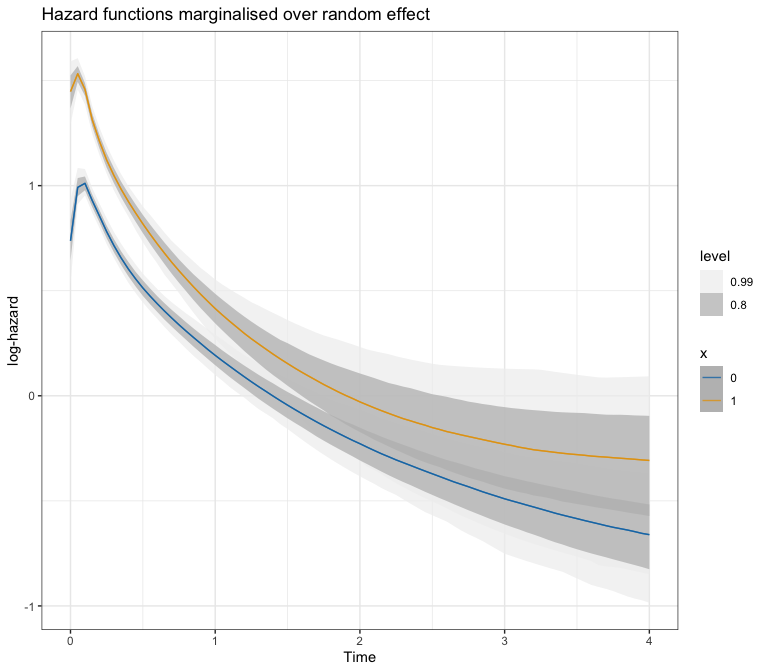 Hazard functions marginalised over random effect
log-hazard
1
0
-1
0
1
2
3
4
Time
level
0.99
0.8
x
0
1